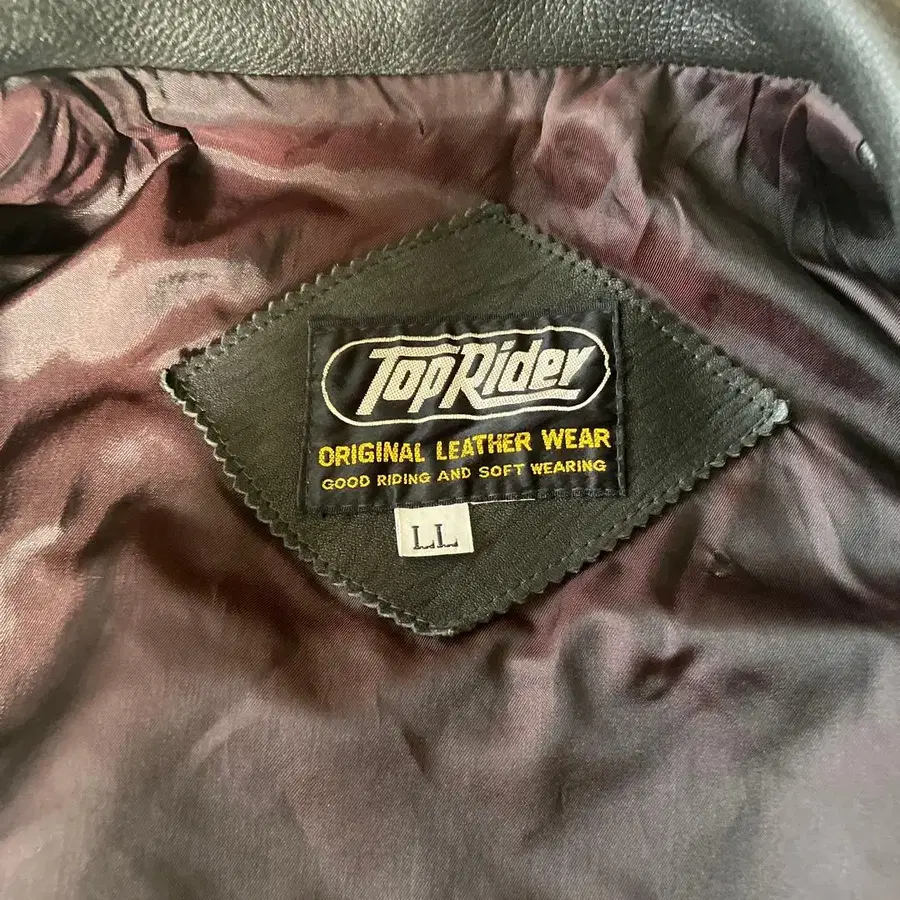 TopRider
ORIGINAL LEATHER WEAR
GOOD RIDING AND SOFT WEARING
LL